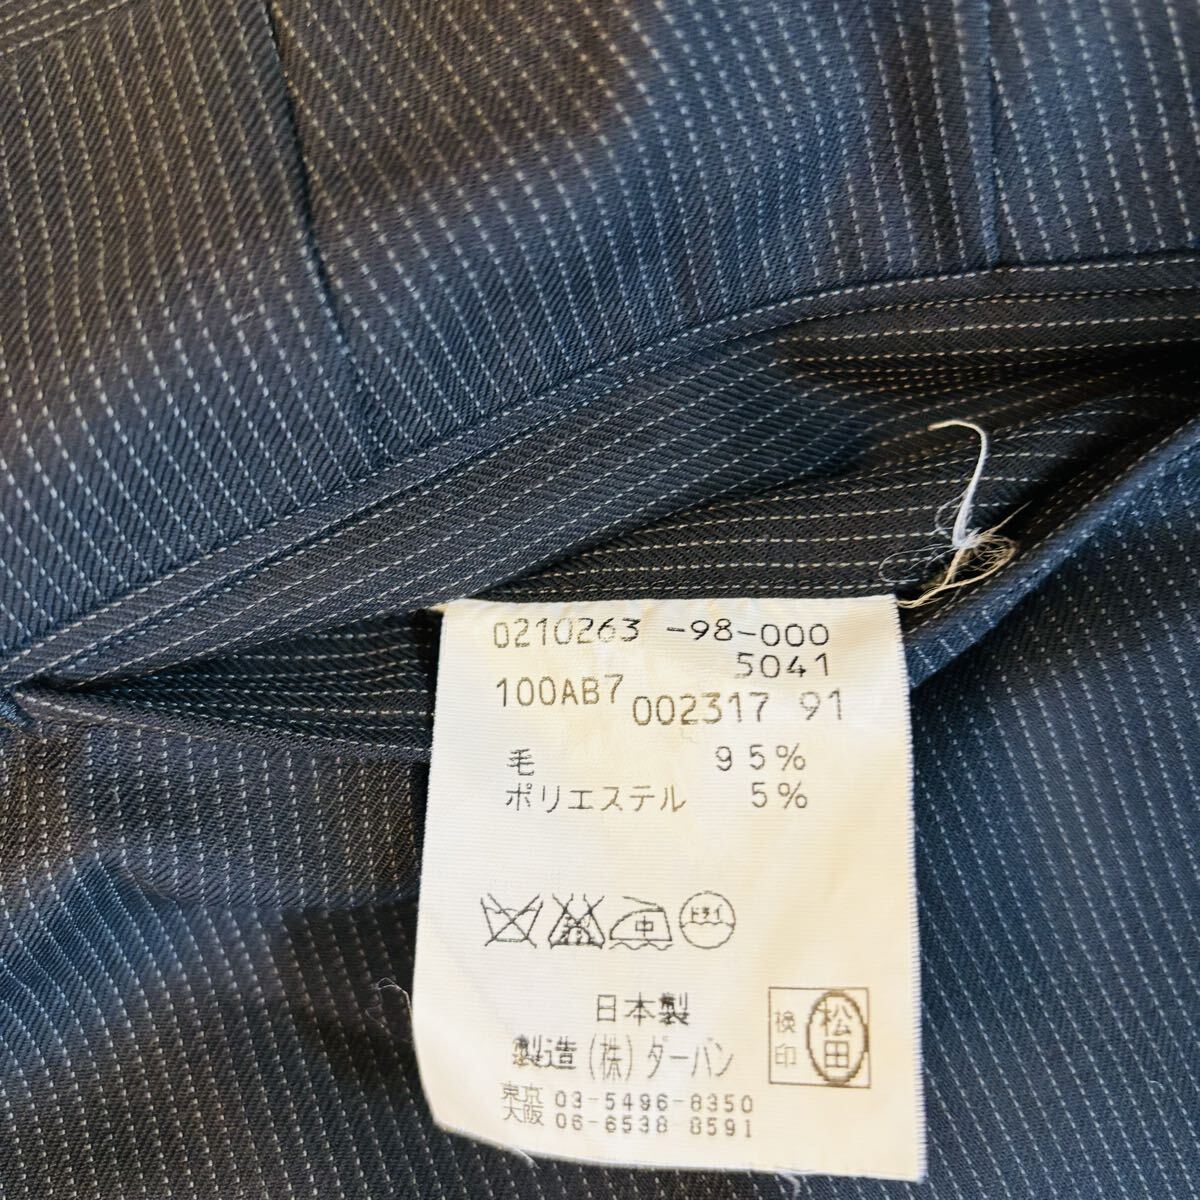 0210263 -98-000
5041
100AB7 002317 91
毛 95%
ポリエステル 5%
中 ドライ
日本製
製造(株)ダーバン
東京 03-5496-8350
大阪 06-6538-8591
検印
松田